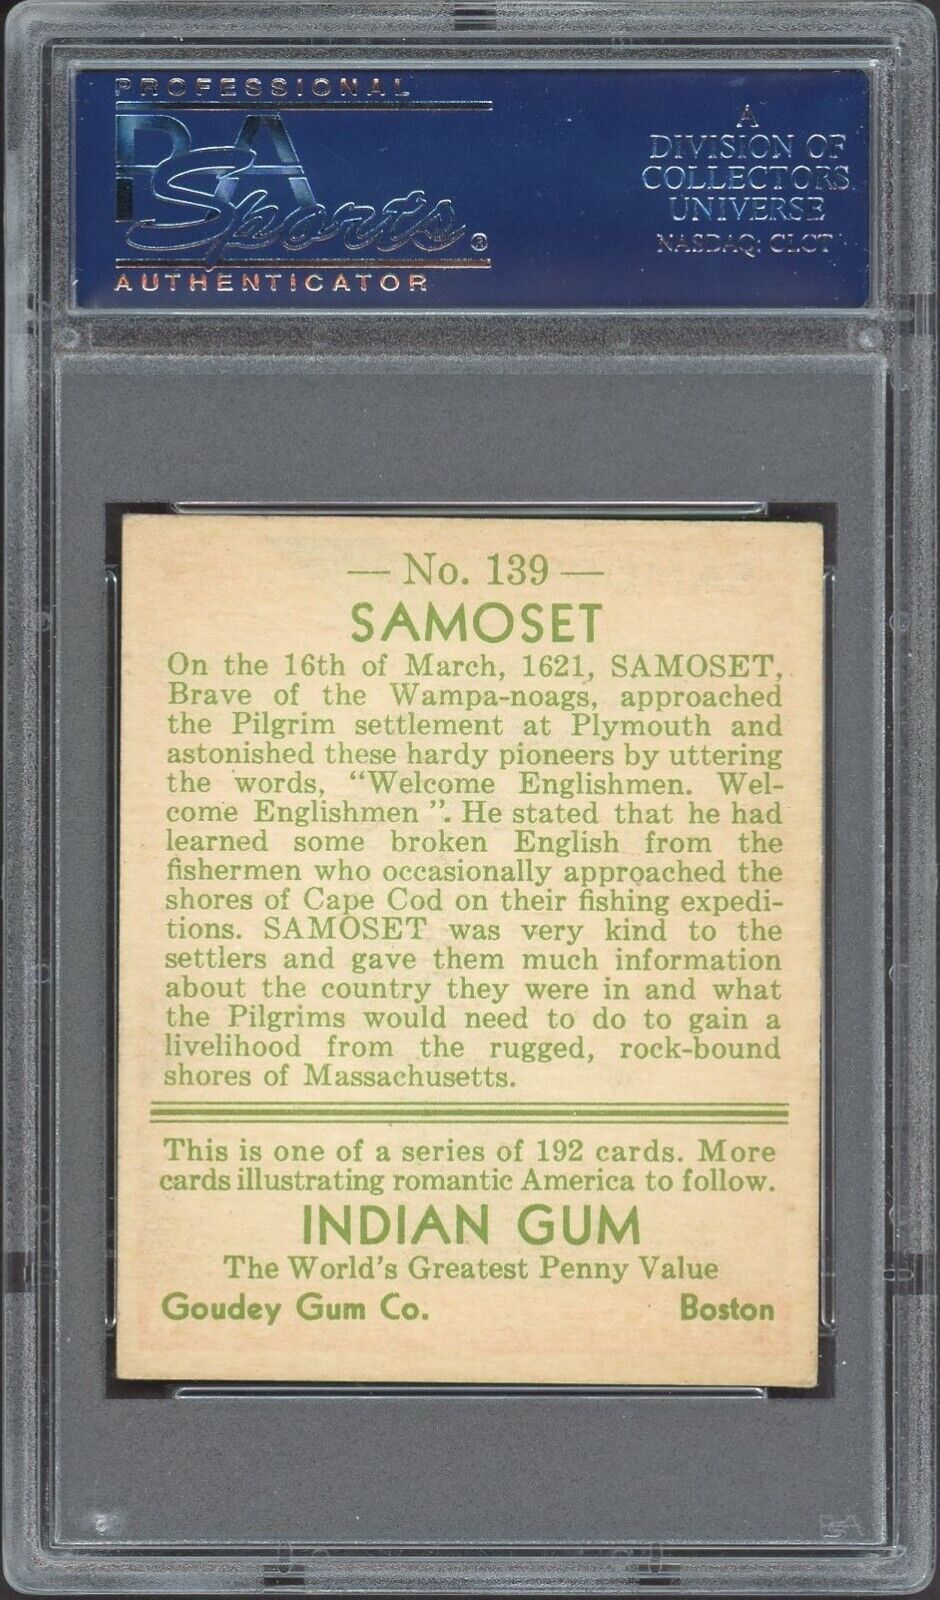 PROFESSIONAL
PSA
Sports®
AUTHENTICATOR
A
DIVISION OF
COLLECTORS
UNIVERSE
NASDAQ: CLCT
— No. 139 —
SAMOSET
On the 16th of March, 1621, SAMOSET,
Brave of the Wampa-noags, approached
the Pilgrim settlement at Plymouth and
astonished these hardy pioneers by uttering
the words, "Welcome Englishmen. Wel-
come Englishmen". He stated that he had
learned some broken English from the
fishermen who occasionally approached the
shores of Cape Cod on their fishing expedi-
tions. SAMOSET was very kind to the
settlers and gave them much information
about the country they were in and what
the Pilgrims would need to do to gain a
livelihood from the rugged, rock-bound
shores of Massachusetts.
This is one of a series of 192 cards. More
cards illustrating romantic America to follow.
INDIAN GUM
The World's Greatest Penny Value
Goudey Gum Co. Boston
PSA